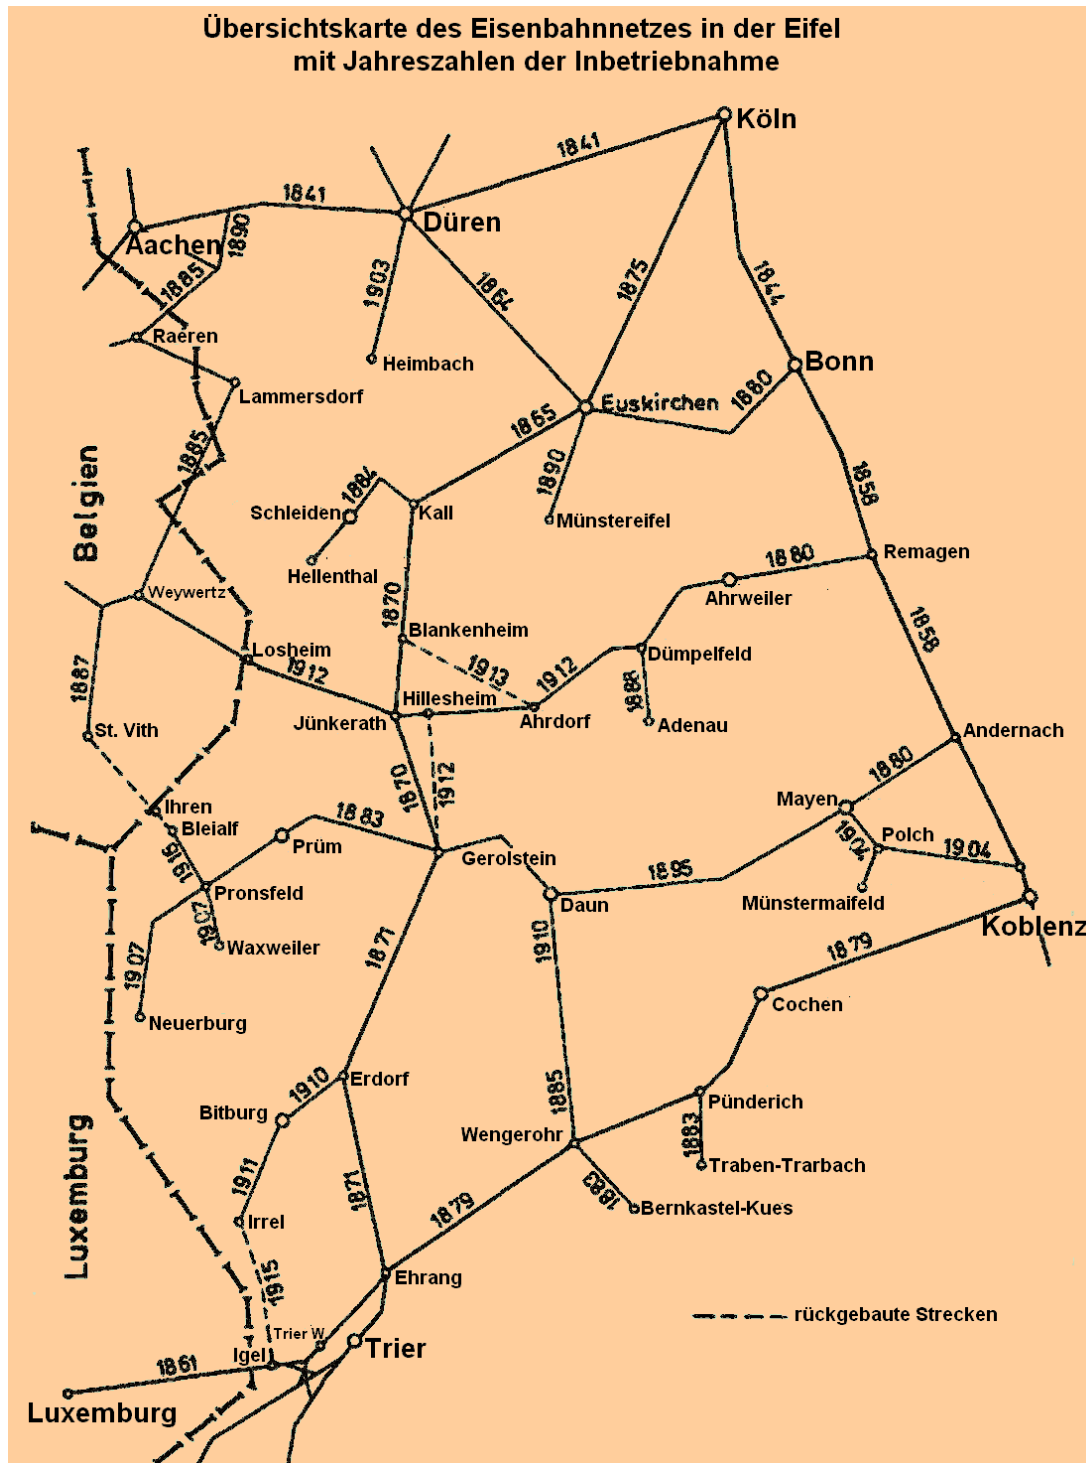 Übersichtskarte des Eisenbahnnetzes in der Eifel
mit Jahreszahlen der Inbetriebnahme
Köln
1841
1841
Düren
Aachen
1890
1885
1903
1864
1875
1844
Raeren
Heimbach
Bonn
Lammersdorf
Euskirchen
1880
1865
1885
1890
1858
Belgien
Schleiden
1884
Kall
Münstereifel
Hellenthal
Remagen
1880
Ahrweiler
Weywertz
1870
Blankenheim
1858
Losheim
1912
1913
1912
Dümpelfeld
1887
Hillesheim
1888
St. Vith
Jünkerath
Ahrdorf
Adenau
Andernach
1870
1912
1880
Ihren
Mayen
Bleialf
1883
Prüm
1904
Polch
1904
1916
Gerolstein
1895
Pronsfeld
Daun
Münstermaifeld
1907
Koblenz
Waxweiler
1871
1910
1879
1907
Cochen
Neuerburg
1910
Erdorf
1885
Bitburg
Pünderich
Wengerohr
1883
Luxemburg
Traben-Trarbach
1911
1871
1879
1883
Bernkastel-Kues
Irrel
1915
Ehrang
rückgebaute Strecken
Trier W
Trier
Igel
1861
Luxemburg